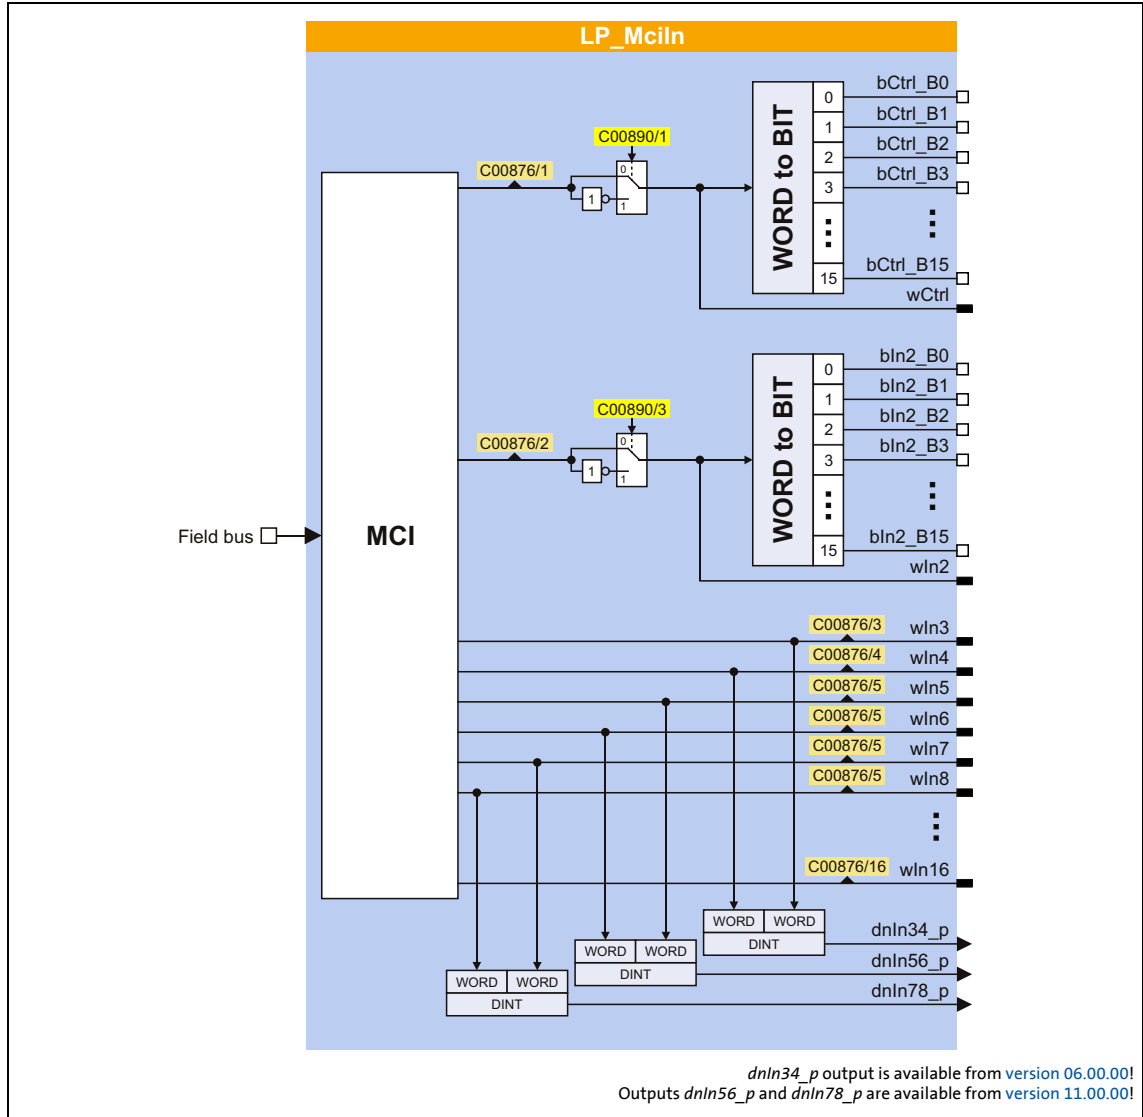 LP_MciIn
bCtrl_B0
0
bCtrl_B1
1
C00890/1
bCtrl_B2
2
C00876/1
0
bCtrl_B3
3
1
1
WORD to BIT
bCtrl_B15
15
wCtrl
bIn2_B0
0
bIn2_B1
1
C00890/3
bIn2_B2
2
C00876/2
0
bIn2_B3
3
1
1
WORD to BIT
Field bus
MCI
bIn2_B15
15
wIn2
C00876/3 wIn3
C00876/4 wIn4
C00876/5 wIn5
C00876/5 wIn6
C00876/5 wIn7
C00876/5 wIn8
C00876/16 wIn16
WORD WORD
DINT
dnIn34_p
WORD WORD
DINT
dnIn56_p
WORD WORD
DINT
dnIn78_p
dnIn34_p output is available from version 06.00.00!
Outputs dnIn56_p and dnIn78_p are available from version 11.00.00!